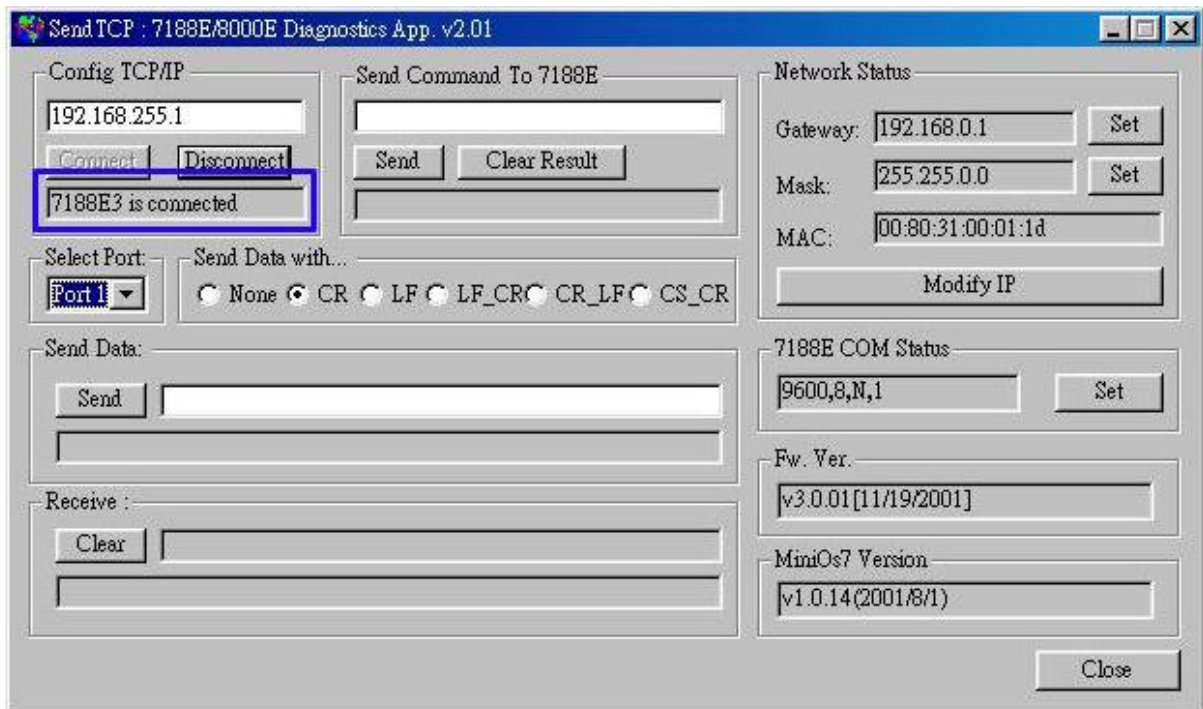 SendTCP : 7188E/8000E Diagnostics App. v2.01
Config TCP/IP
192.168.255.1
Connect Disconnect
7188E3 is connected
Send Command To 7188E
Send Clear Result
Network Status
Gateway: 192.168.0.1 Set
Mask: 255.255.0.0 Set
MAC: 00:80:31:00:01:1d
Modify IP
Select Port:
Port 1
Send Data with...
None CR LF LF_CR CR_LF CS_CR
7188E COM Status
9600,8,N,1 Set
Send Data:
Send
Fw. Ver.
v3.0.01[11/19/2001]
Receive :
Clear
MiniOs7 Version
v1.0.14(2001/8/1)
Close